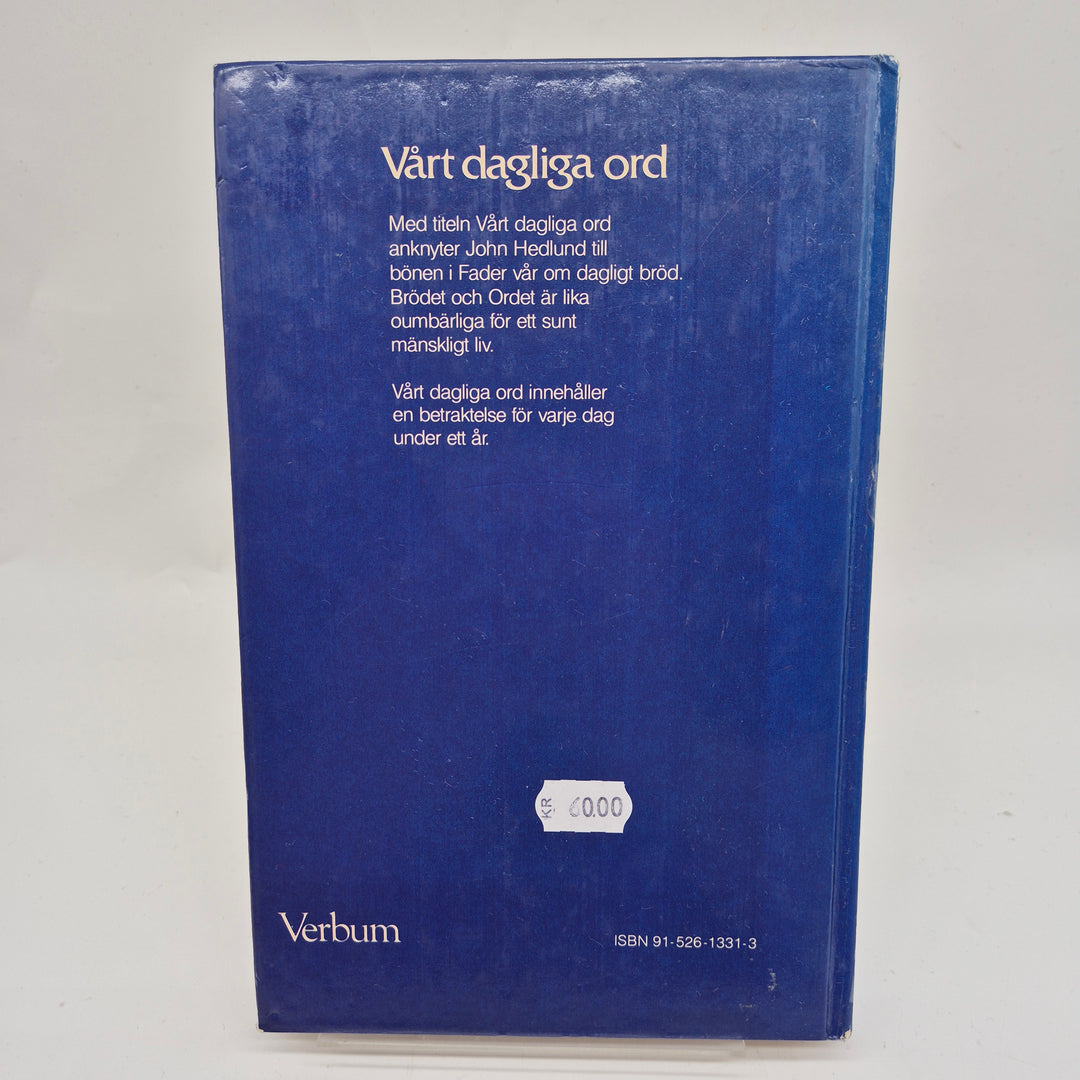 Vårt dagliga ord
Med titeln Vårt dagliga ord
anknyter John Hedlund till
bönen i Fader vår om dagligt bröd.
Brödet och Ordet är lika
oumbärliga för ett sunt
mänskligt liv.
Vårt dagliga ord innehåller
en betraktelse för varje dag
under ett år.
KR 60.00
Verbum
ISBN 91-526-1331-3